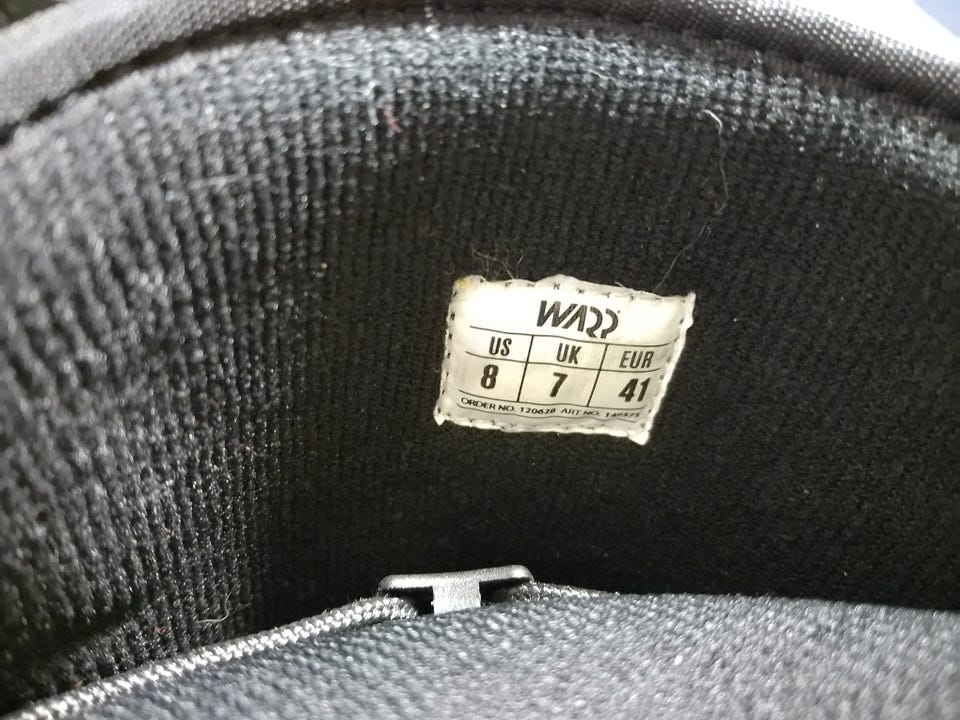 WARP
US UK EUR
8 7 41
ORDER NO. 120628 ART NO.